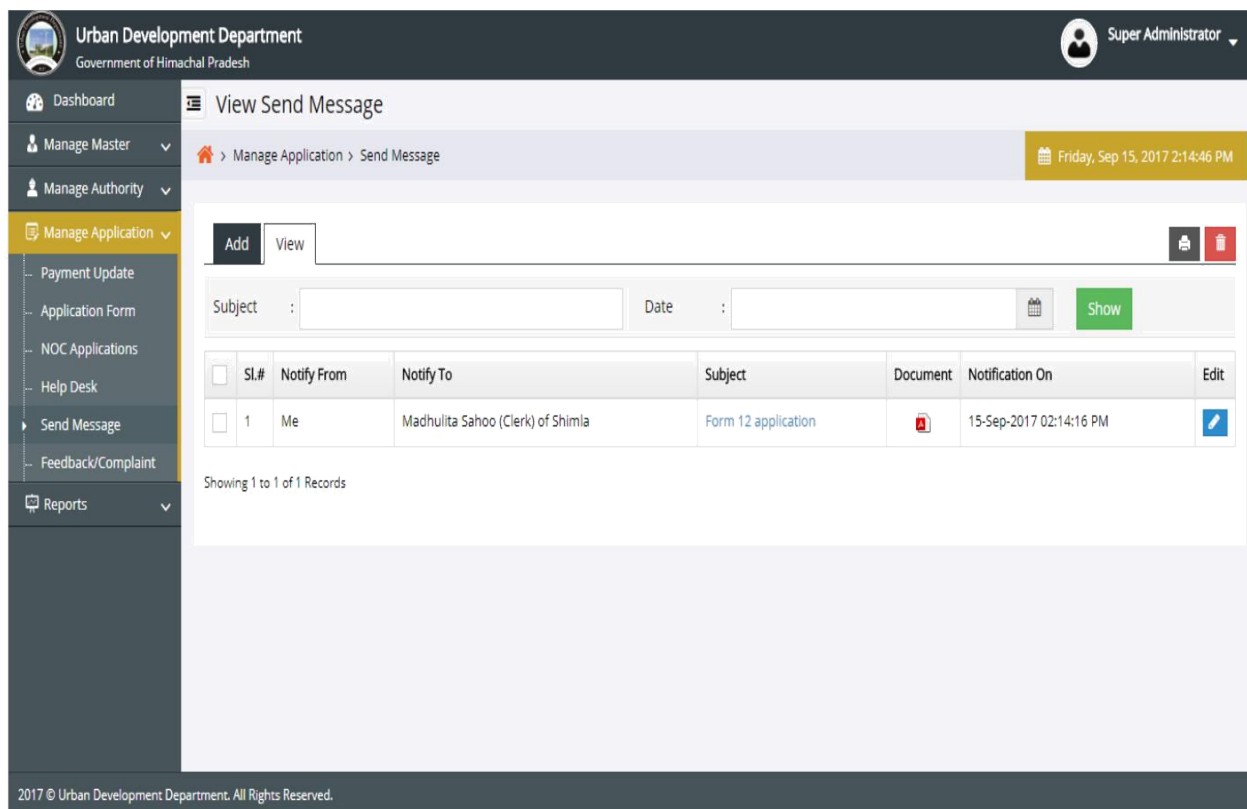 Urban Development Department
Government of Himachal Pradesh
Super Administrator
Dashboard
Manage Master
Manage Authority
Manage Application
Payment Update
Application Form
NOC Applications
Help Desk
Send Message
Feedback/Complaint
Reports
View Send Message
> Manage Application > Send Message
Friday, Sep 15, 2017 2:14:46 PM
Add View
Subject : Date : Show
Sl.# Notify From Notify To Subject Document Notification On Edit
1 Me Madhulita Sahoo (Clerk) of Shimla Form 12 application 15-Sep-2017 02:14:16 PM
Showing 1 to 1 of 1 Records
2017 © Urban Development Department. All Rights Reserved.